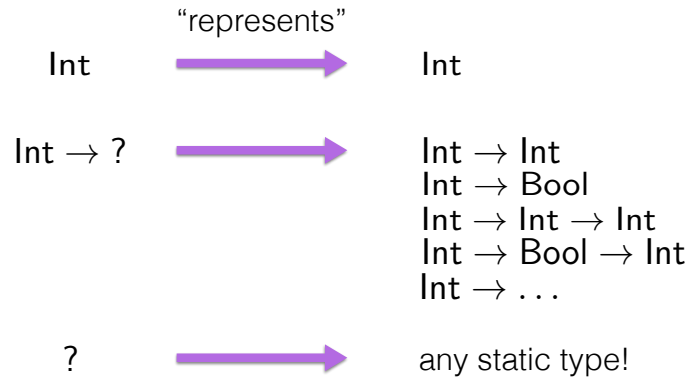 “represents”
Int Int
Int → ? Int → Int
Int → Bool
Int → Int → Int
Int → Bool → Int
Int → . . .
? any static type!